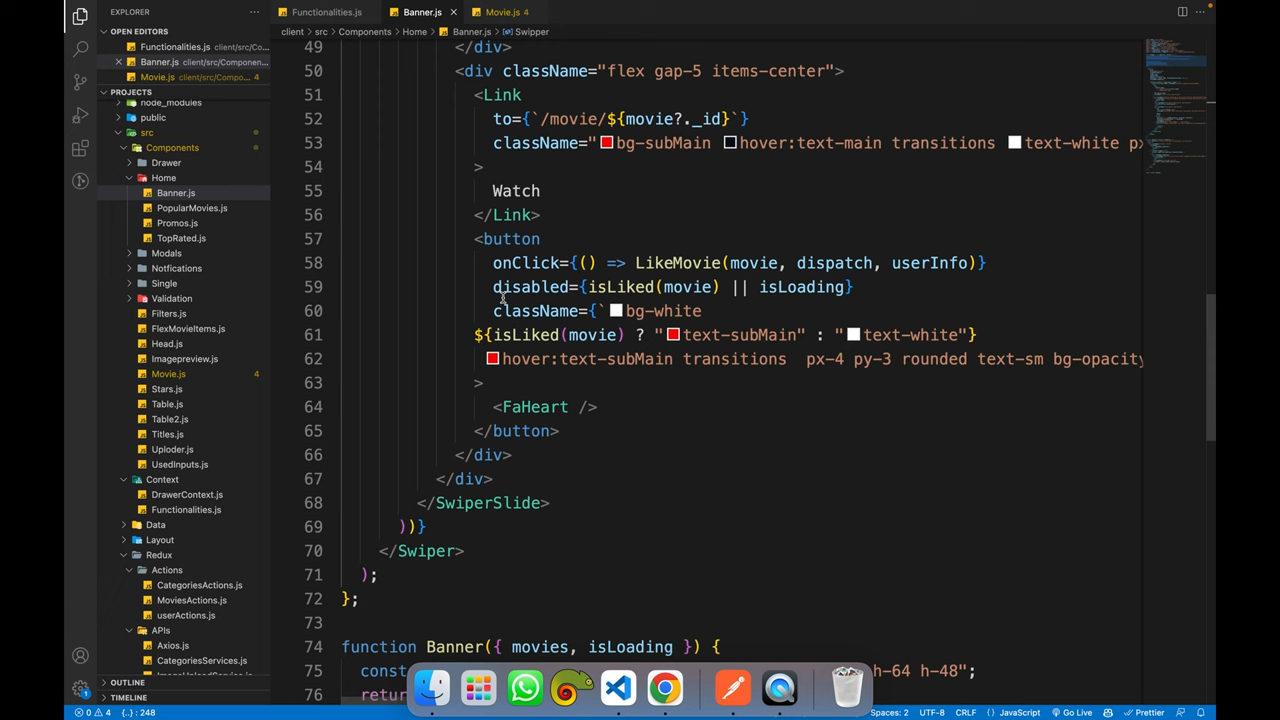 EXPLORER
Functionalities.js
Banner.js
Movie.js 4
OPEN EDITORS
client
src
Components
Home
Banner.js
Swipper
Functionalities.js client/src/Co...
Banner.js client/src/Componen...
Movie.js client/src/Compo... 4
PROJECTS
node_modules
public
src
Components
Drawer
Home
Banner.js
PopularMovies.js
Promos.js
TopRated.js
Modals
Notfications
Single
Validation
Filters.js
FlexMovieItems.js
Head.js
Imagepreview.js
Movie.js 4
Stars.js
Table.js
Table2.js
Titles.js
Uploder.js
UsedInputs.js
Context
DrawerContext.js
Functionalities.js
Data
Layout
Redux
Actions
CategoriesActions.js
MoviesActions.js
userActions.js
APIs
Axios.js
CategoriesServices.js
OUTLINE
TIMELINE
49 </div>
50 <div className="flex gap-5 items-center">
51 <Link
52 to={`/movie/${movie?._id}`}
53 className=" bg-subMain hover:text-main transitions text-white px
54 >
55 Watch
56 </Link>
57 <button
58 onClick={() => LikeMovie(movie, dispatch, userInfo)}
59 disabled={isLiked(movie) || isLoading}
60 className={` bg-white
61 ${isLiked(movie) ? "text-subMain" : "text-white"}
62 hover:text-subMain transitions  px-4 py-3 rounded text-sm bg-opacity
63 >
64 <FaHeart />
65 </button>
66 </div>
67 </div>
68 </SwiperSlide>
69 ))}
70 </Swiper>
71 );
72 };
73
74 function Banner({ movies, isLoading }) {
75 cons h-64 h-48";
76 retur
0 4 {..}: 248 Spaces: 2 UTF-8 CRLF {} JavaScript Go Live Prettier